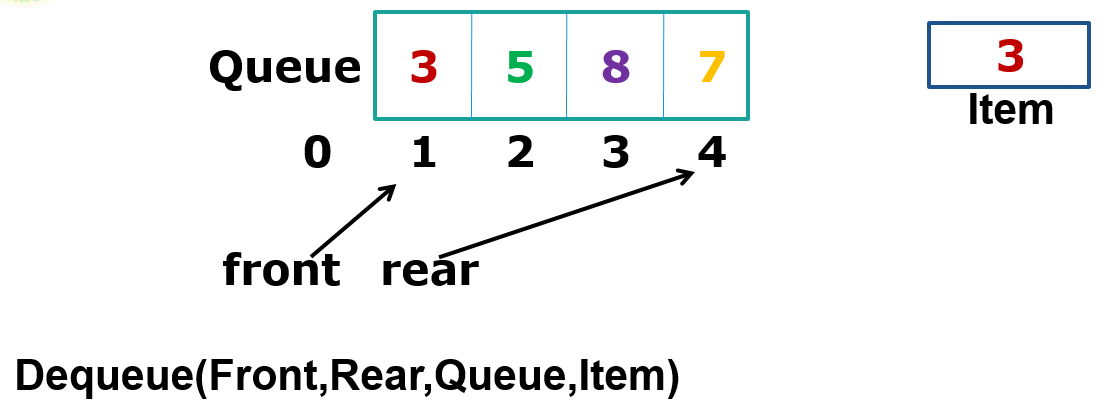 Queue 3 5 8 7 3
Item
0 1 2 3 4
front rear
Dequeue(Front,Rear,Queue,Item)